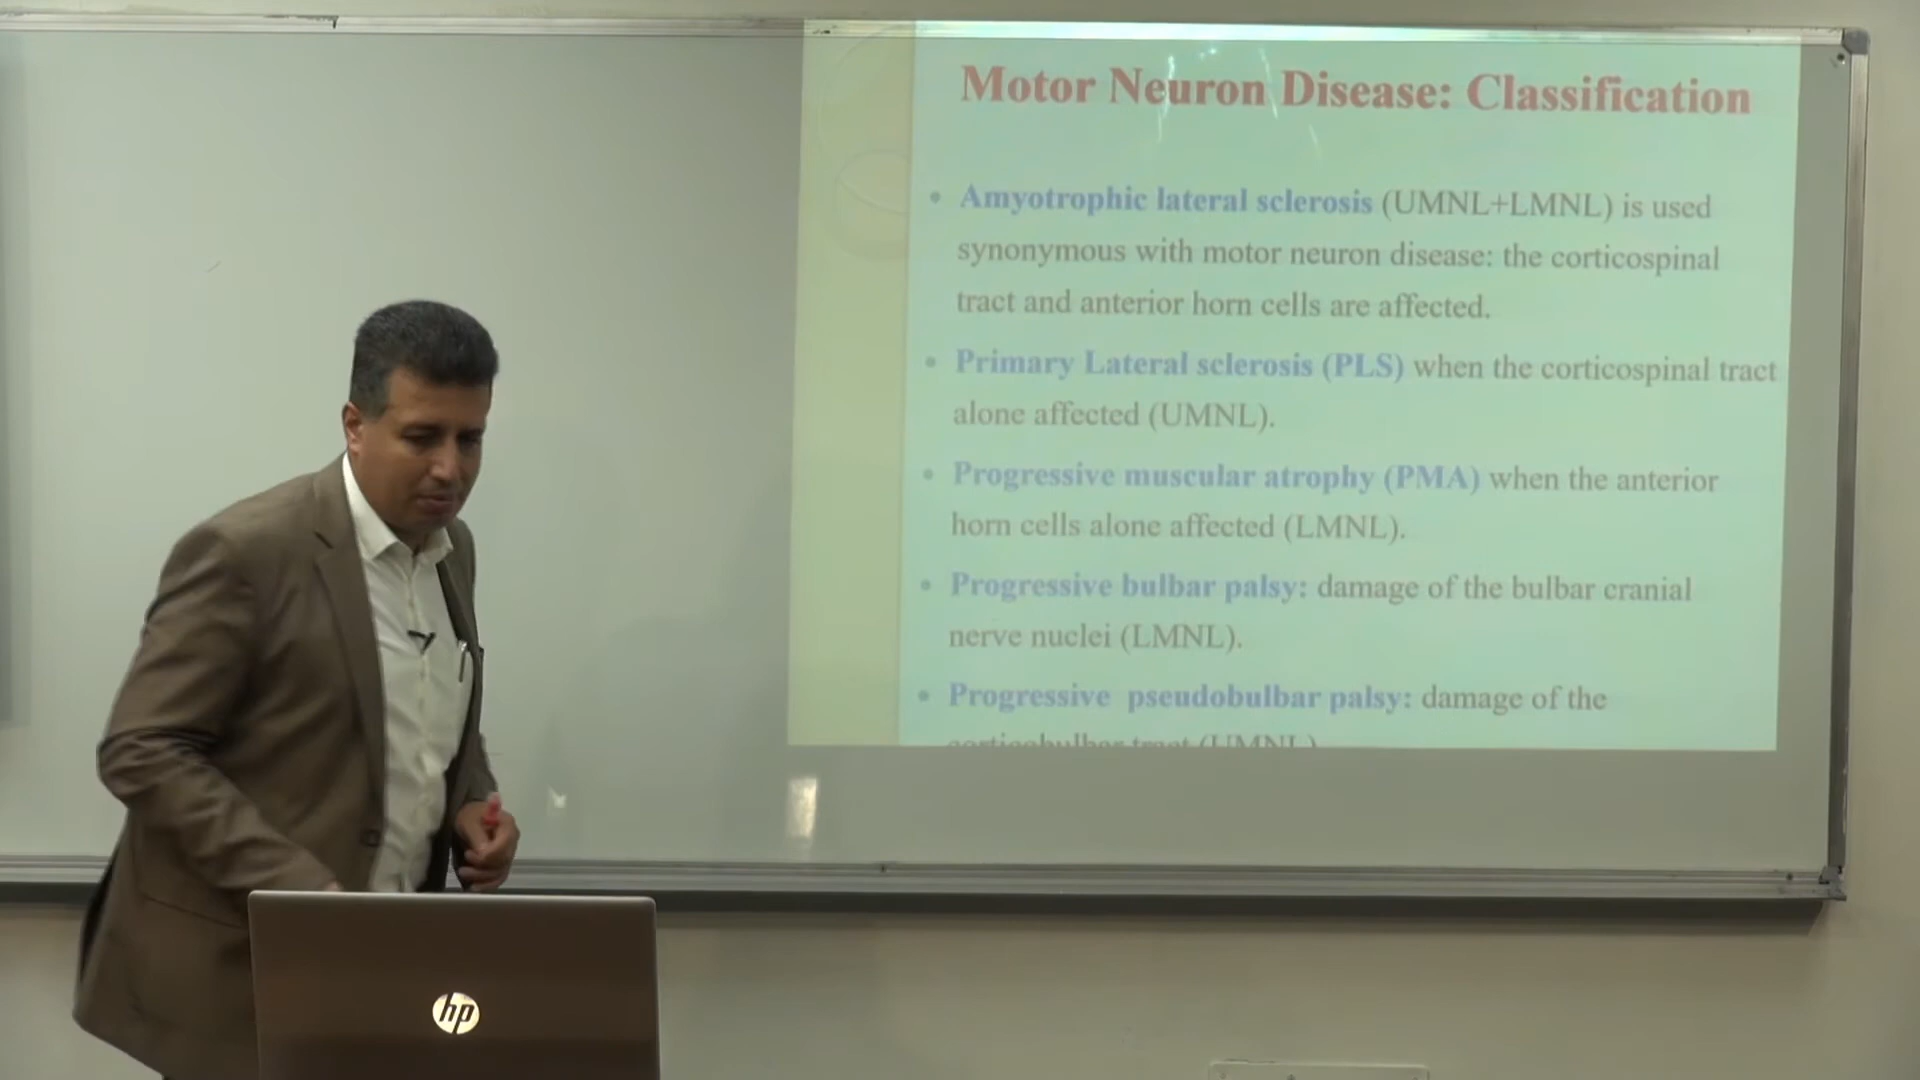 Motor Neuron Disease: Classification
• Amyotrophic lateral sclerosis (UMNL+LMNL) is used
synonymous with motor neuron disease: the corticospinal
tract and anterior horn cells are affected.
• Primary Lateral sclerosis (PLS) when the corticospinal tract
alone affected (UMNL).
• Progressive muscular atrophy (PMA) when the anterior
horn cells alone affected (LMNL).
• Progressive bulbar palsy: damage of the bulbar cranial
nerve nuclei (LMNL).
• Progressive pseudobulbar palsy: damage of the
corticobulbar tract (UMNL)
hp